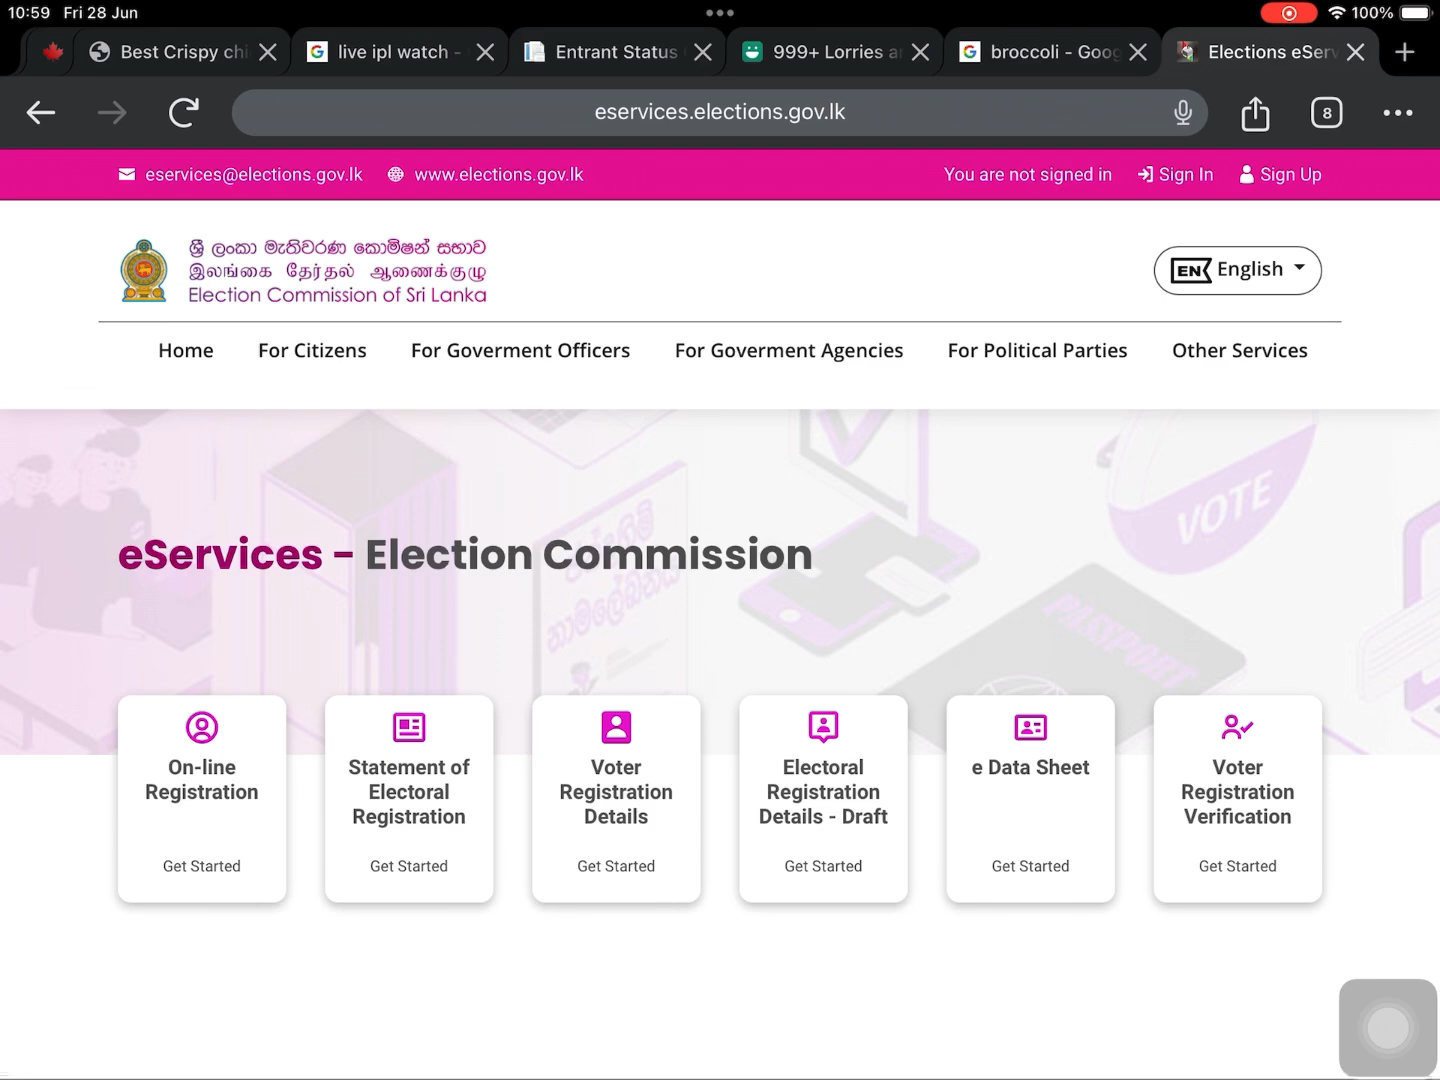 10:59 Fri 28 Jun
100%
Best Crispy chi
live ipl watch -
Entrant Status
999+ Lorries a
broccoli - Goog
Elections eServ
eservices.elections.gov.lk
8
eservices@elections.gov.lk
www.elections.gov.lk
You are not signed in
Sign In
Sign Up
ශ්‍රී ලංකා මැතිවරණ කොමිෂන් සභාව
இலங்கை தேர்தல் ஆணைக்குழு
Election Commission of Sri Lanka
EN English
Home
For Citizens
For Goverment Officers
For Goverment Agencies
For Political Parties
Other Services
VOTE
PASSPORT
නාමලේඛනය
eServices - Election Commission
On-line
Registration
Get Started
Statement of
Electoral
Registration
Get Started
Voter
Registration
Details
Get Started
Electoral
Registration
Details - Draft
Get Started
e Data Sheet
Get Started
Voter
Registration
Verification
Get Started